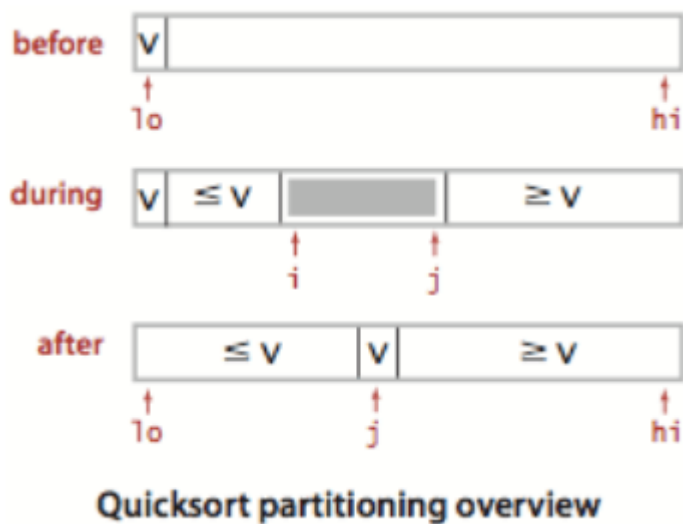 before v
lo hi
during v ≤ v ≥ v
i j
after ≤ v v ≥ v
lo j hi
Quicksort partitioning overview